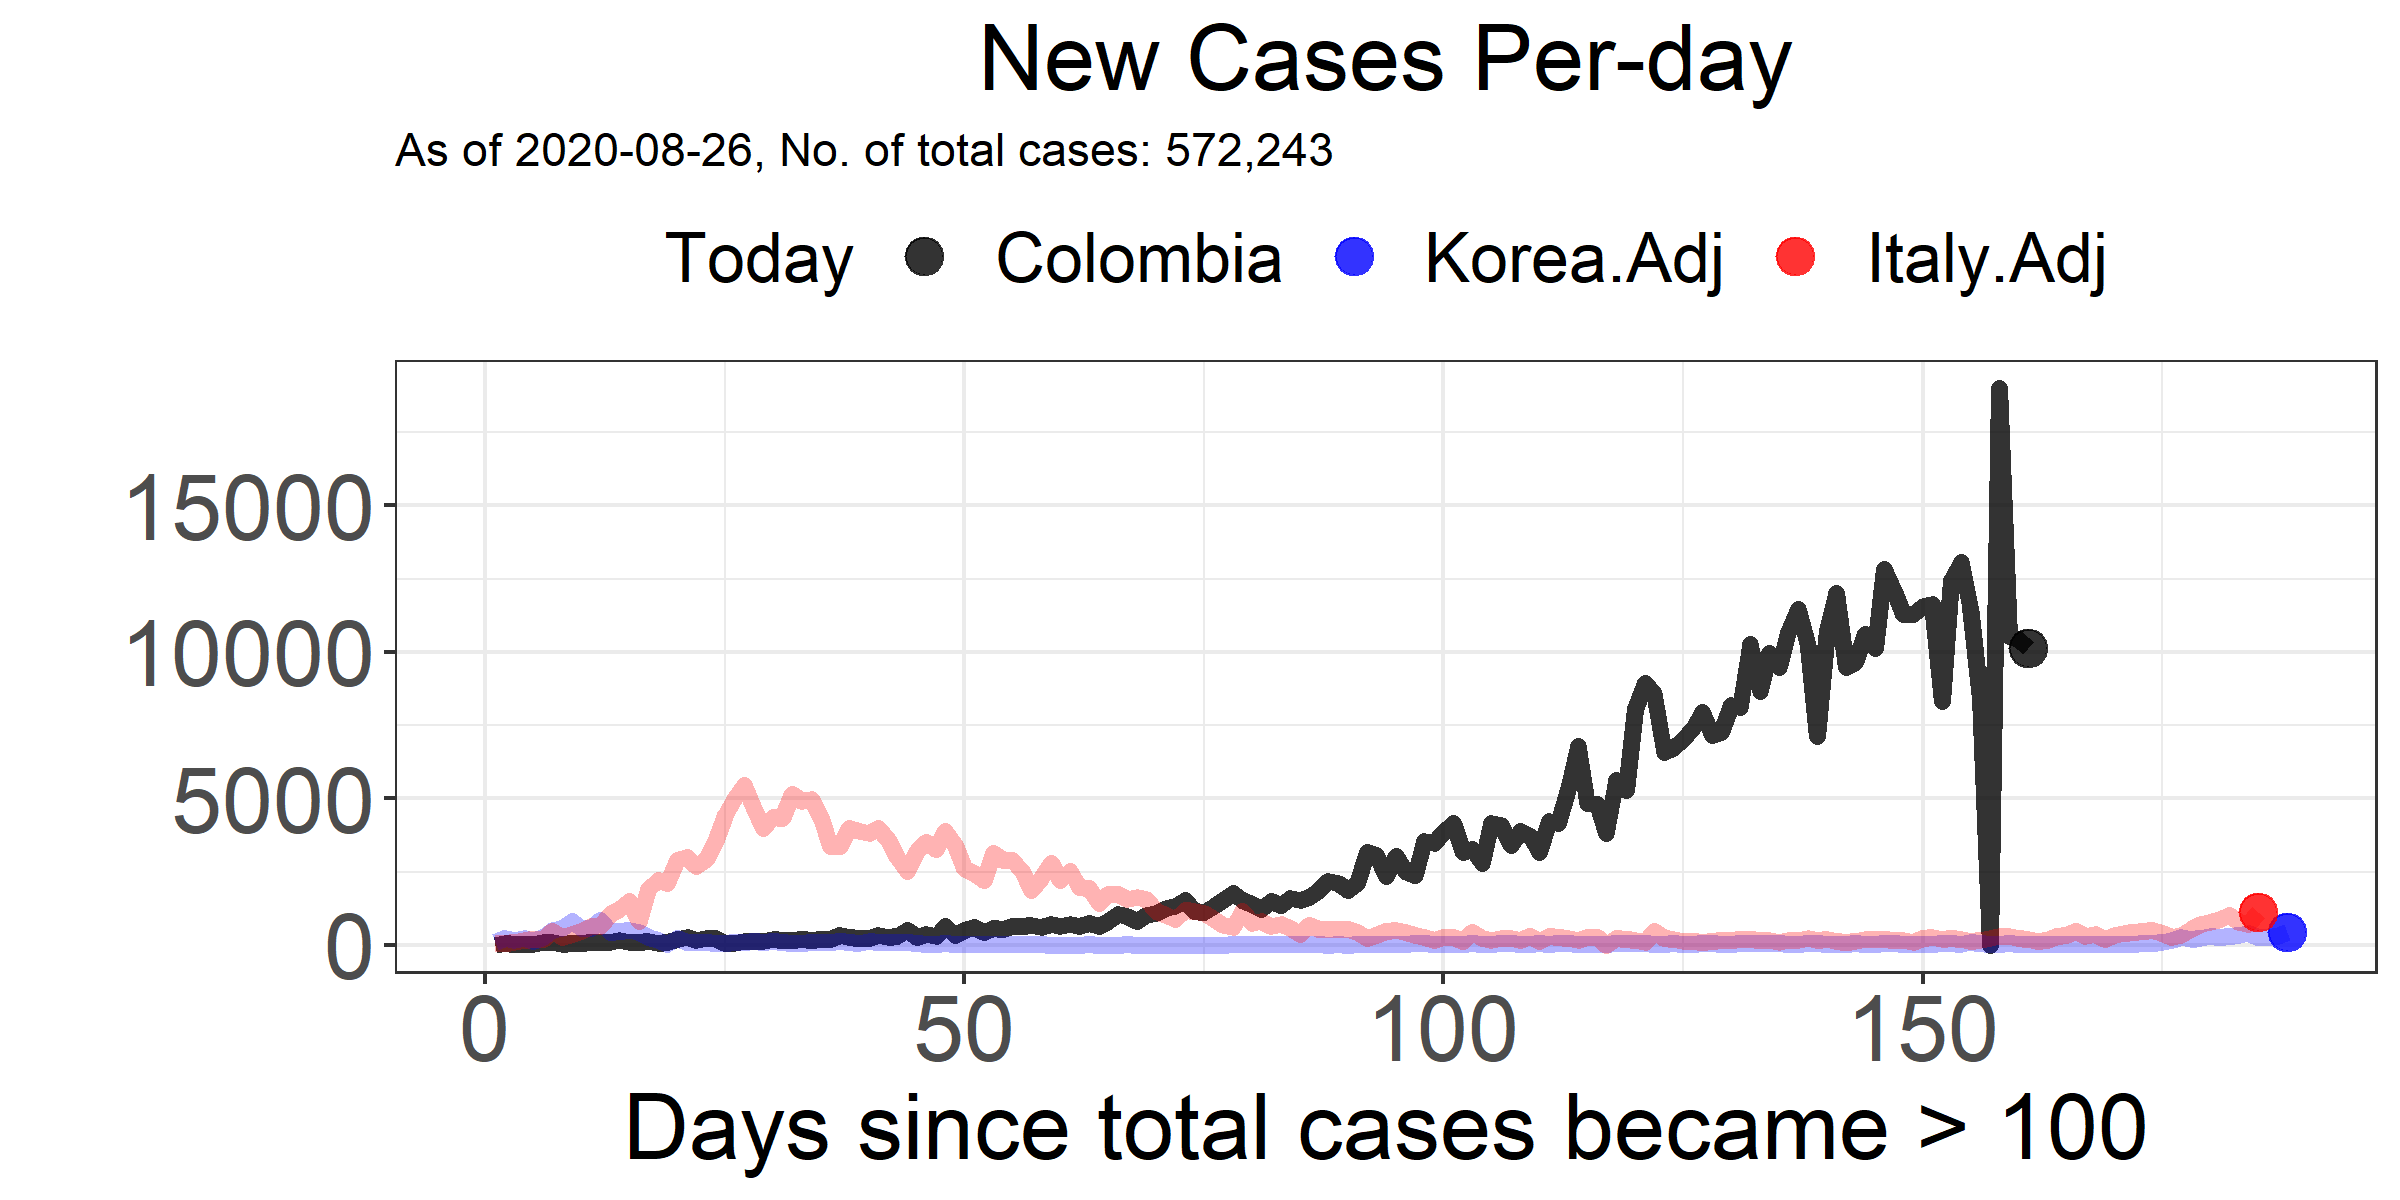 New Cases Per-day
As of 2020-08-26, No. of total cases: 572,243
Today Colombia Korea.Adj Italy.Adj
15000
10000
5000
0
0 50 100 150
Days since total cases became > 100